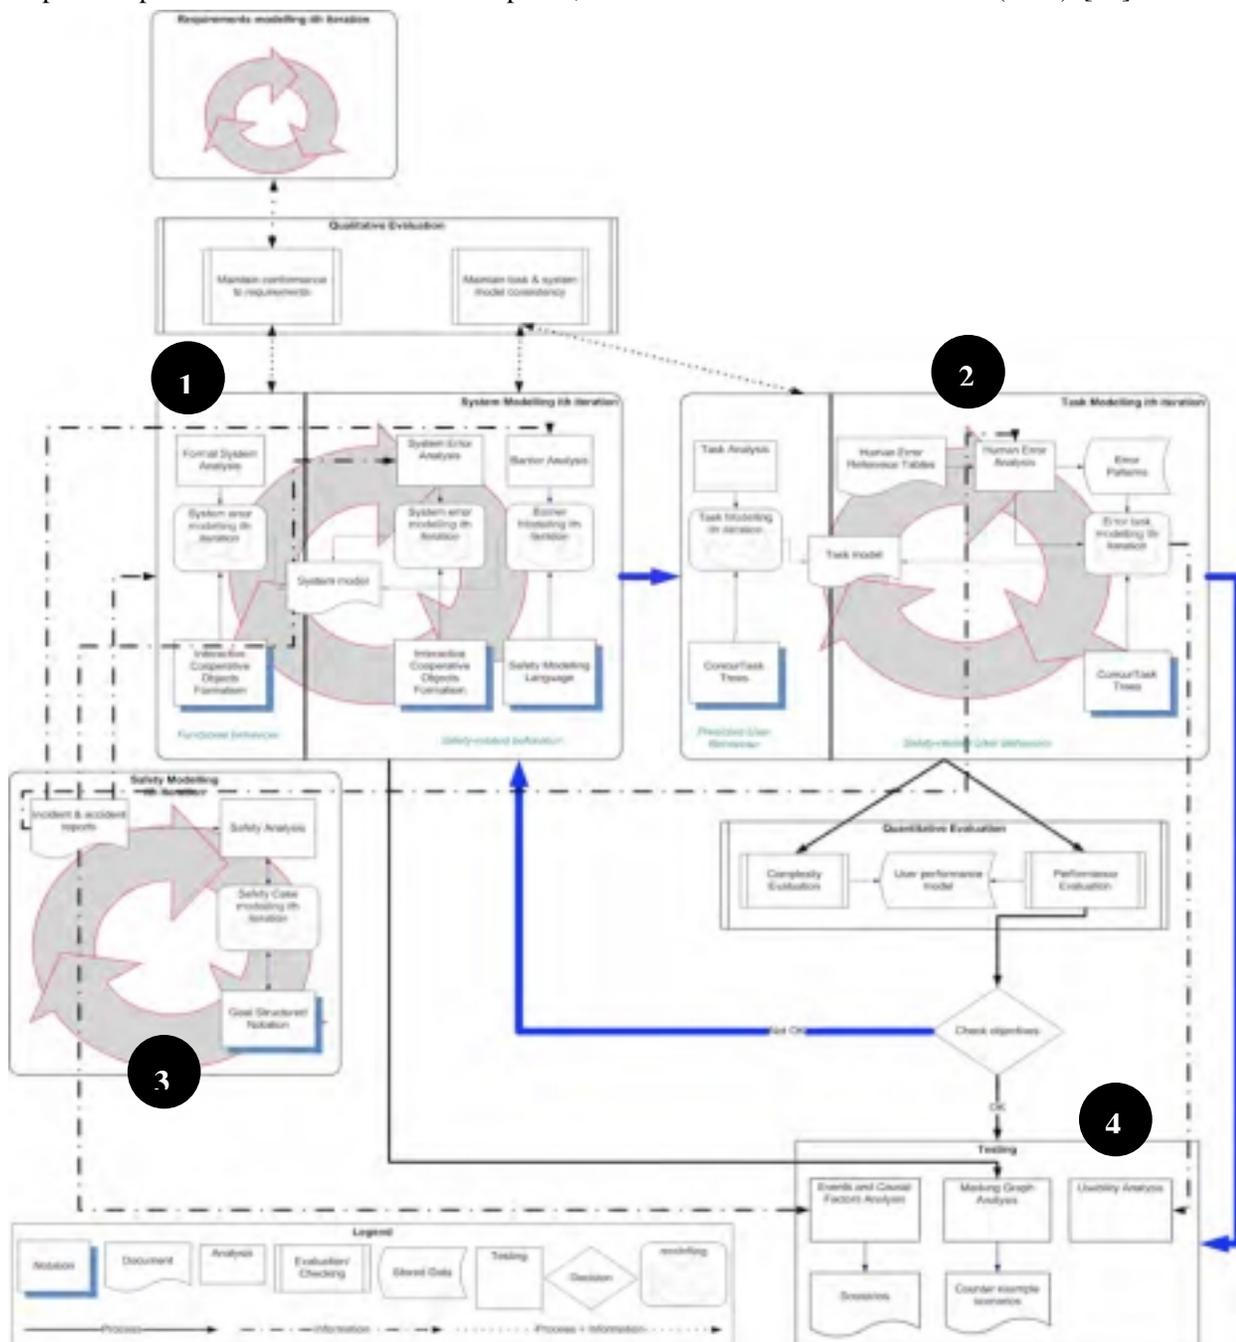 Requirements modelling ith iteration
Qualitative Evaluation
Maintain conformance
to requirements
Maintain task & system
model consistency
1
2
System Modelling ith iteration
Task Modelling ith iteration
Formal System
Analysis
System Error
Analysis
Barrier Analysis
System error
modelling ith
iteration
System error
modelling ith
iteration
Barrier
Modelling ith
iteration
System model
Interactive
Cooperative
Objects
Formalism
Interactive
Cooperative
Objects
Formalism
Safety Modelling
Language
Functional behaviour
Safety-related behaviour
Task Analysis
Human Error
Reference Tables
Human Error
Analysis
Error
Patterns
Task Modelling
ith iteration
Error task
modelling ith
iteration
Task model
ConcurTask
Trees
ConcurTask
Trees
Predicted User
Behaviour
Safety-related User Behaviour
Safety Modelling
ith iteration
Incident & accident
reports
Safety Analysis
Safety Case
modelling ith
iteration
Goal Structured
Notation
3
Quantitative Evaluation
Complexity
Evaluation
User performance
model
Performance
Evaluation
Not OK
Check objectives
OK
4
Testing
Events and Causal
Factors Analysis
Marking Graph
Analysis
Usability Analysis
Scenarios
Counter example
scenarios
Legend
Notation
Document
Analysis
Evaluation/
Checking
Stored Data
Testing
Decision
modelling
Process
Information
Process + Information